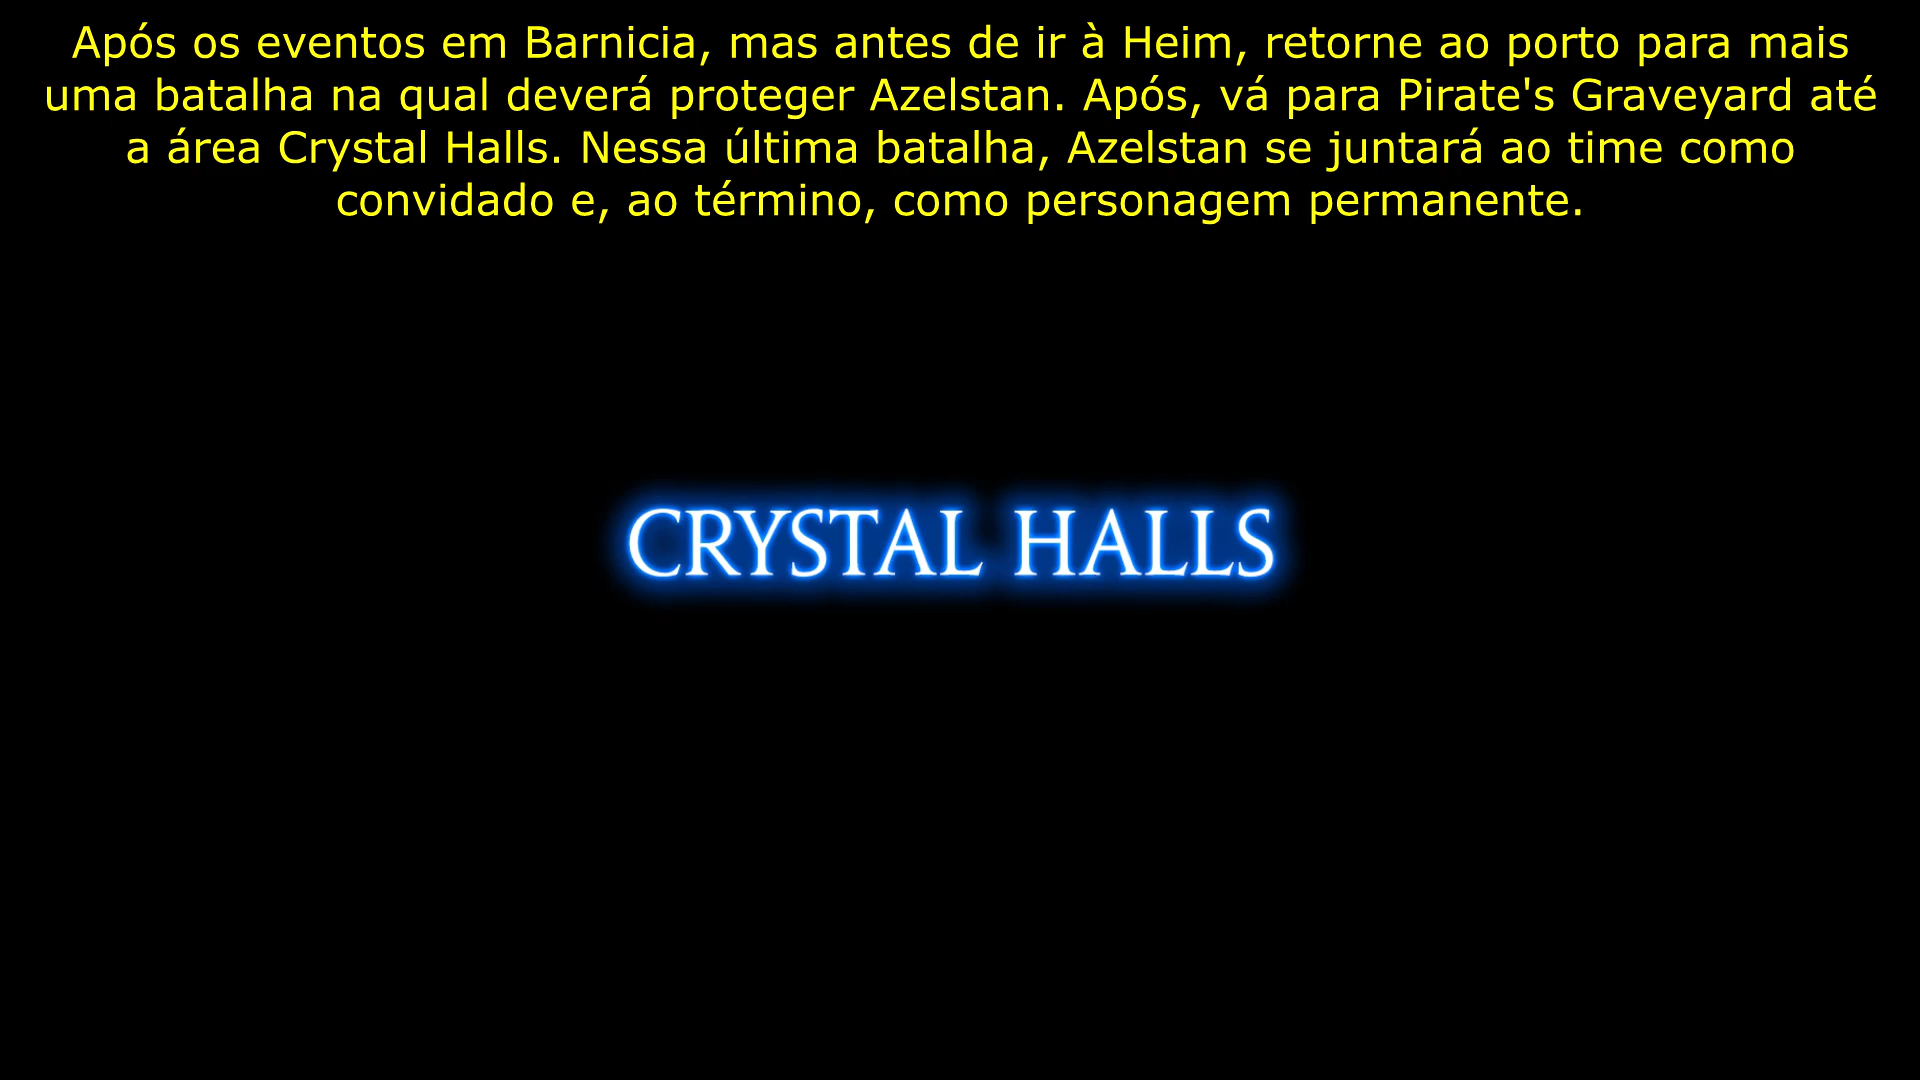 Após os eventos em Barnicia, mas antes de ir à Heim, retorne ao porto para mais
uma batalha na qual deverá proteger Azelstan. Após, vá para Pirate's Graveyard até
a área Crystal Halls. Nessa última batalha, Azelstan se juntará ao time como
convidado e, ao término, como personagem permanente.
CRYSTAL HALLS